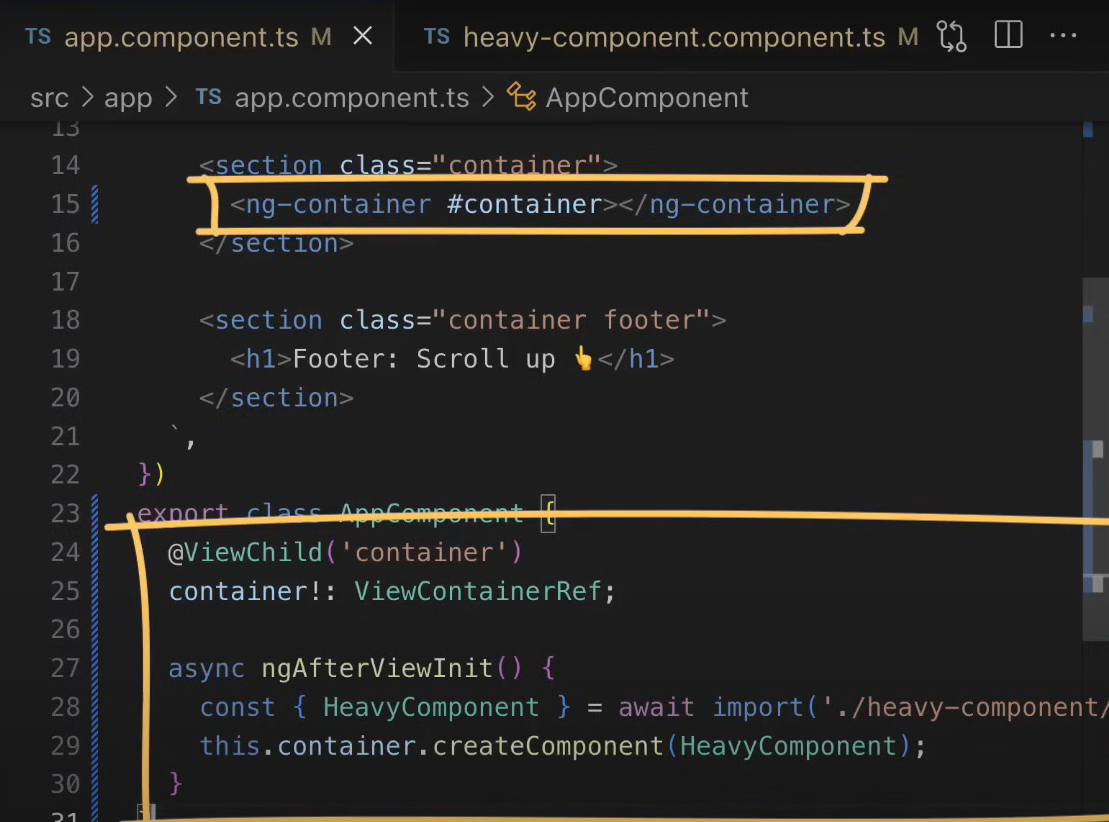 TS app.component.ts M
TS heavy-component.component.ts M
src > app > TS app.component.ts > AppComponent
13
14 <section class="container">
15 <ng-container #container></ng-container>
16 </section>
17
18 <section class="container footer">
19 <h1>Footer: Scroll up 👆</h1>
20 </section>
21 `,
22 })
23 export class AppComponent {
24 @ViewChild('container')
25 container!: ViewContainerRef;
26
27 async ngAfterViewInit() {
28 const { HeavyComponent } = await import('./heavy-component/
29 this.container.createComponent(HeavyComponent);
30 }
31 }